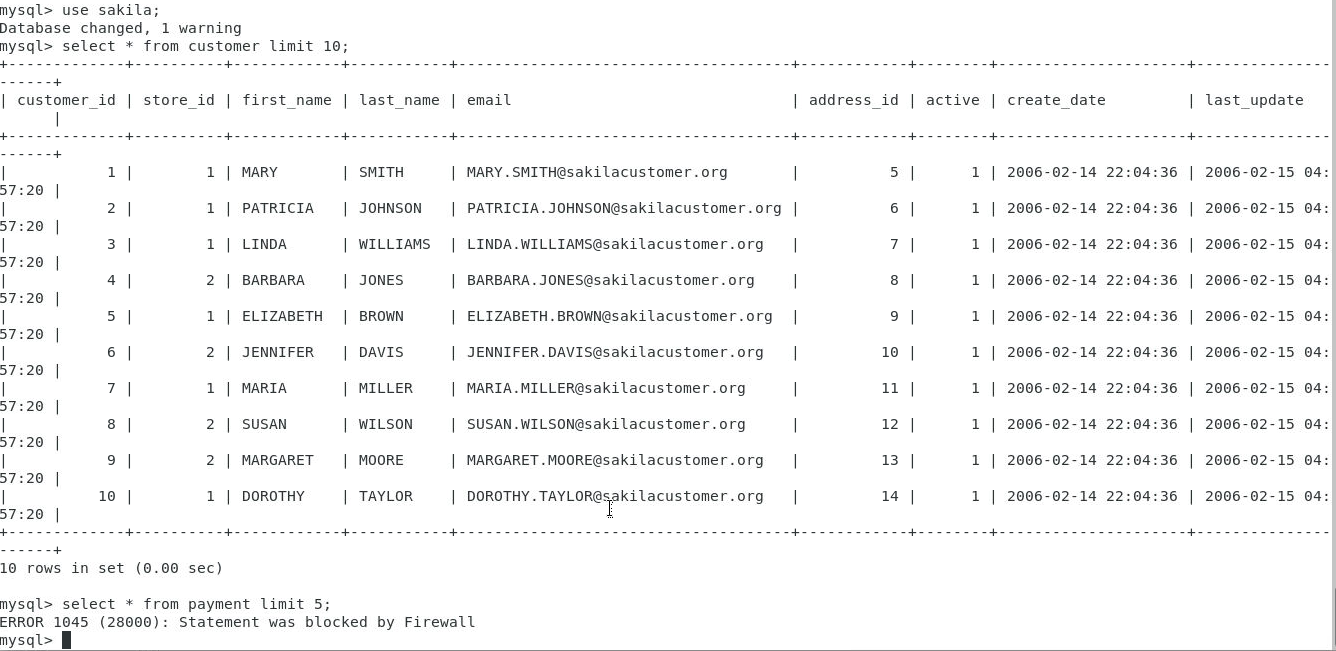 mysql> use sakila;
Database changed, 1 warning
mysql> select * from customer limit 10;
+-------------+----------+------------+-----------+-------------------------------------+------------+--------+---------------------+---------------
------+
| customer_id | store_id | first_name | last_name | email                               | address_id | active | create_date         | last_update
      |
+-------------+----------+------------+-----------+-------------------------------------+------------+--------+---------------------+---------------
------+
|           1 |        1 | MARY       | SMITH     | MARY.SMITH@sakilacustomer.org       |          5 |      1 | 2006-02-14 22:04:36 | 2006-02-15 04:
57:20 |
|           2 |        1 | PATRICIA   | JOHNSON   | PATRICIA.JOHNSON@sakilacustomer.org |          6 |      1 | 2006-02-14 22:04:36 | 2006-02-15 04:
57:20 |
|           3 |        1 | LINDA      | WILLIAMS  | LINDA.WILLIAMS@sakilacustomer.org   |          7 |      1 | 2006-02-14 22:04:36 | 2006-02-15 04:
57:20 |
|           4 |        2 | BARBARA    | JONES     | BARBARA.JONES@sakilacustomer.org    |          8 |      1 | 2006-02-14 22:04:36 | 2006-02-15 04:
57:20 |
|           5 |        1 | ELIZABETH  | BROWN     | ELIZABETH.BROWN@sakilacustomer.org  |          9 |      1 | 2006-02-14 22:04:36 | 2006-02-15 04:
57:20 |
|           6 |        2 | JENNIFER   | DAVIS     | JENNIFER.DAVIS@sakilacustomer.org   |         10 |      1 | 2006-02-14 22:04:36 | 2006-02-15 04:
57:20 |
|           7 |        1 | MARIA      | MILLER    | MARIA.MILLER@sakilacustomer.org     |         11 |      1 | 2006-02-14 22:04:36 | 2006-02-15 04:
57:20 |
|           8 |        2 | SUSAN      | WILSON    | SUSAN.WILSON@sakilacustomer.org     |         12 |      1 | 2006-02-14 22:04:36 | 2006-02-15 04:
57:20 |
|           9 |        2 | MARGARET   | MOORE     | MARGARET.MOORE@sakilacustomer.org   |         13 |      1 | 2006-02-14 22:04:36 | 2006-02-15 04:
57:20 |
|          10 |        1 | DOROTHY    | TAYLOR    | DOROTHY.TAYLOR@sakilacustomer.org   |         14 |      1 | 2006-02-14 22:04:36 | 2006-02-15 04:
57:20 |
+-------------+----------+------------+-----------+-------------------------------------+------------+--------+---------------------+---------------
------+
10 rows in set (0.00 sec)

mysql> select * from payment limit 5;
ERROR 1045 (28000): Statement was blocked by Firewall
mysql>